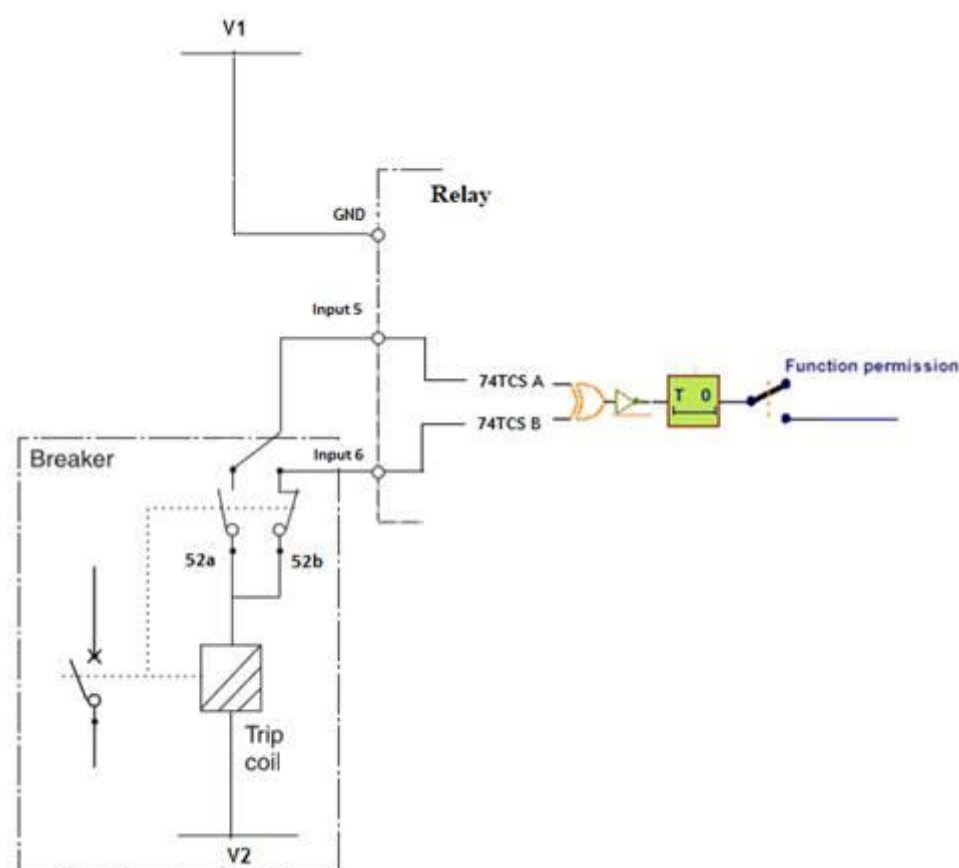 V1
Relay
GND
Input 5
Function permission
74TCS A
T 0
74TCS B
Input 6
Breaker
52a
52b
Trip
coil
V2